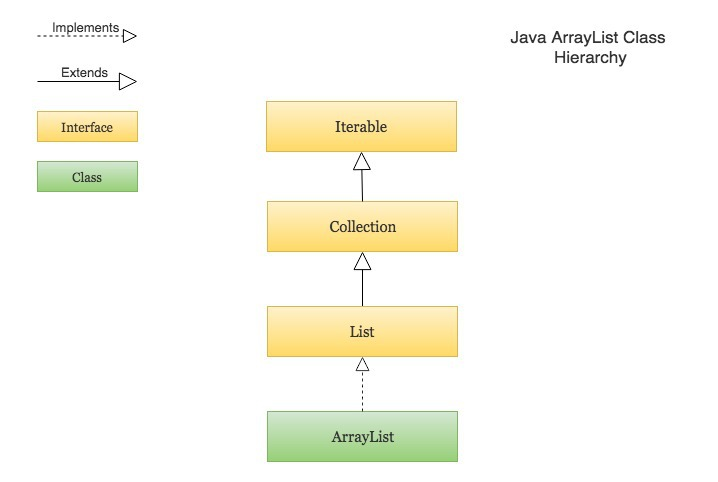 Implements
Java ArrayList Class
Hierarchy
Extends
Interface
Class
Iterable
Collection
List
ArrayList